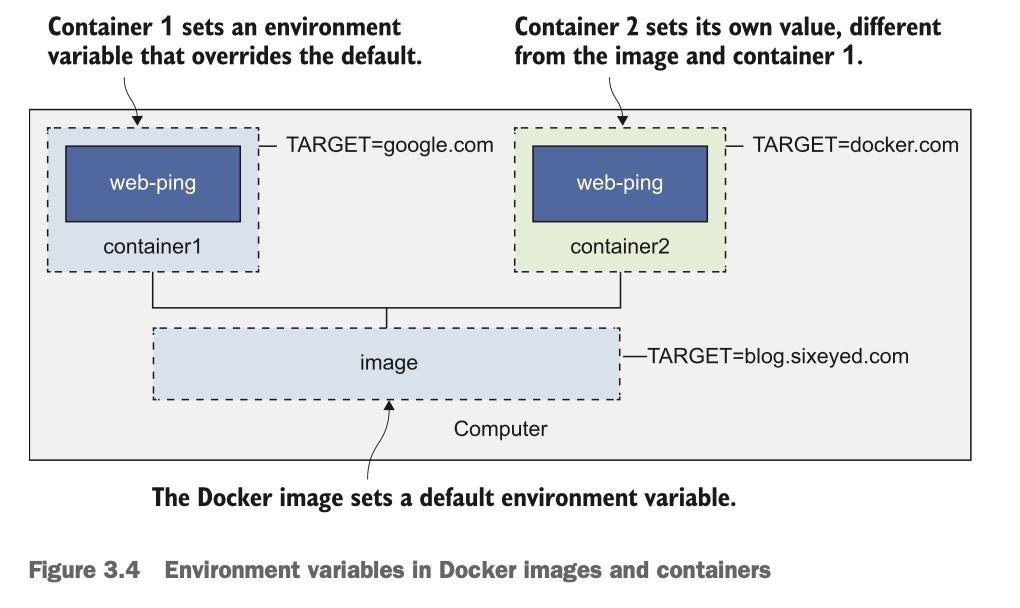 Container 1 sets an environment
variable that overrides the default.
Container 2 sets its own value, different
from the image and container 1.
TARGET=google.com
web-ping
container1
TARGET=docker.com
web-ping
container2
image
TARGET=blog.sixeyed.com
Computer
The Docker image sets a default environment variable.
Figure 3.4 Environment variables in Docker images and containers